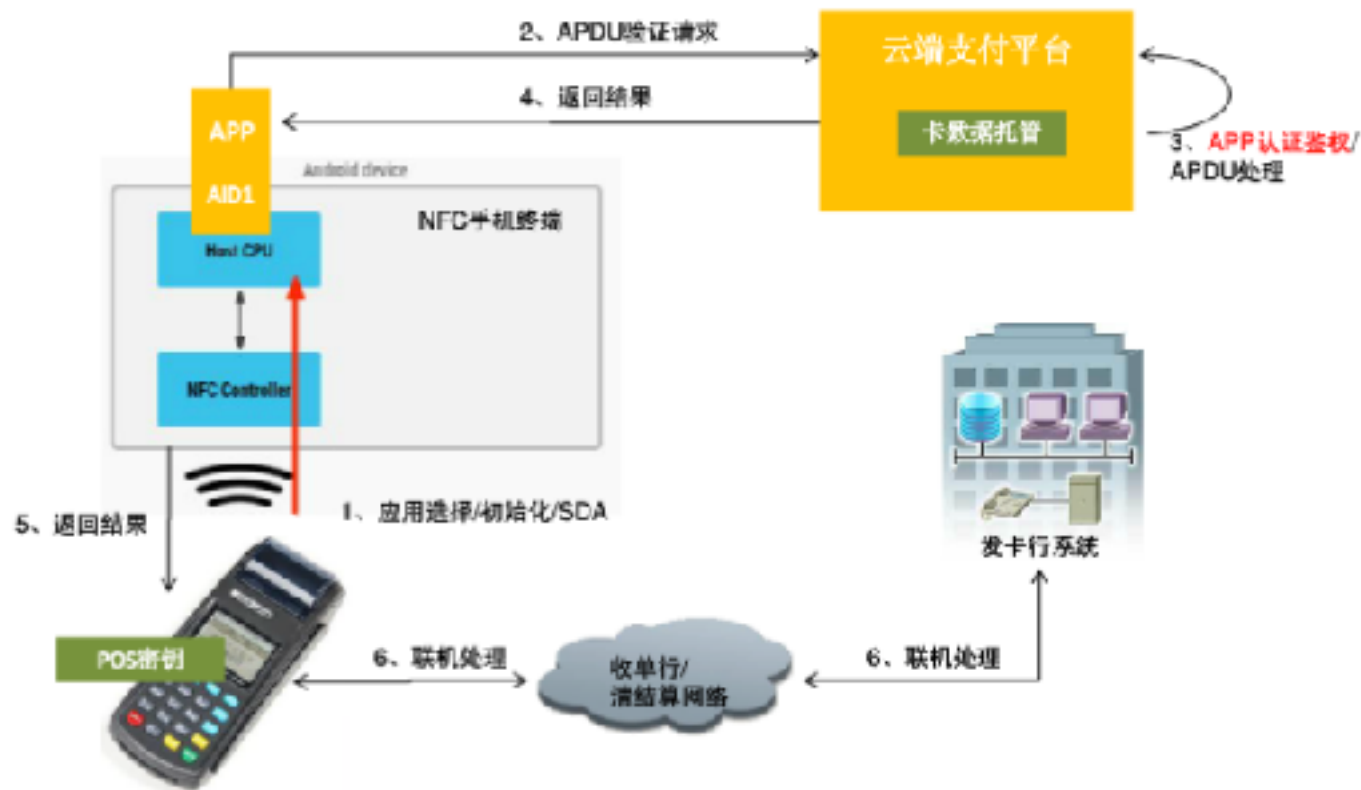 2、APDU验证请求
云端支付平台
4、返回结果
卡数据托管
3、APP认证鉴权/
APDU处理
APP
AID1
Android device
NFC手机终端
Host CPU
NFC Controller
1、应用选择/初始化/SDA
5、返回结果
发卡行系统
POS密钥
6、联机处理
收单行/
清结算网络
6、联机处理